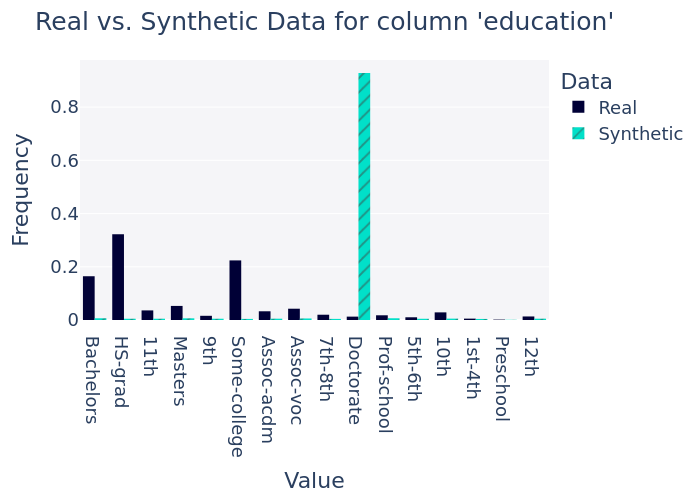 Real vs. Synthetic Data for column 'education'
Data
Real
Synthetic
Frequency
0.8
0.6
0.4
0.2
0
Bachelors
HS-grad
11th
Masters
9th
Some-college
Assoc-acdm
Assoc-voc
7th-8th
Doctorate
Prof-school
5th-6th
10th
1st-4th
Preschool
12th
Value